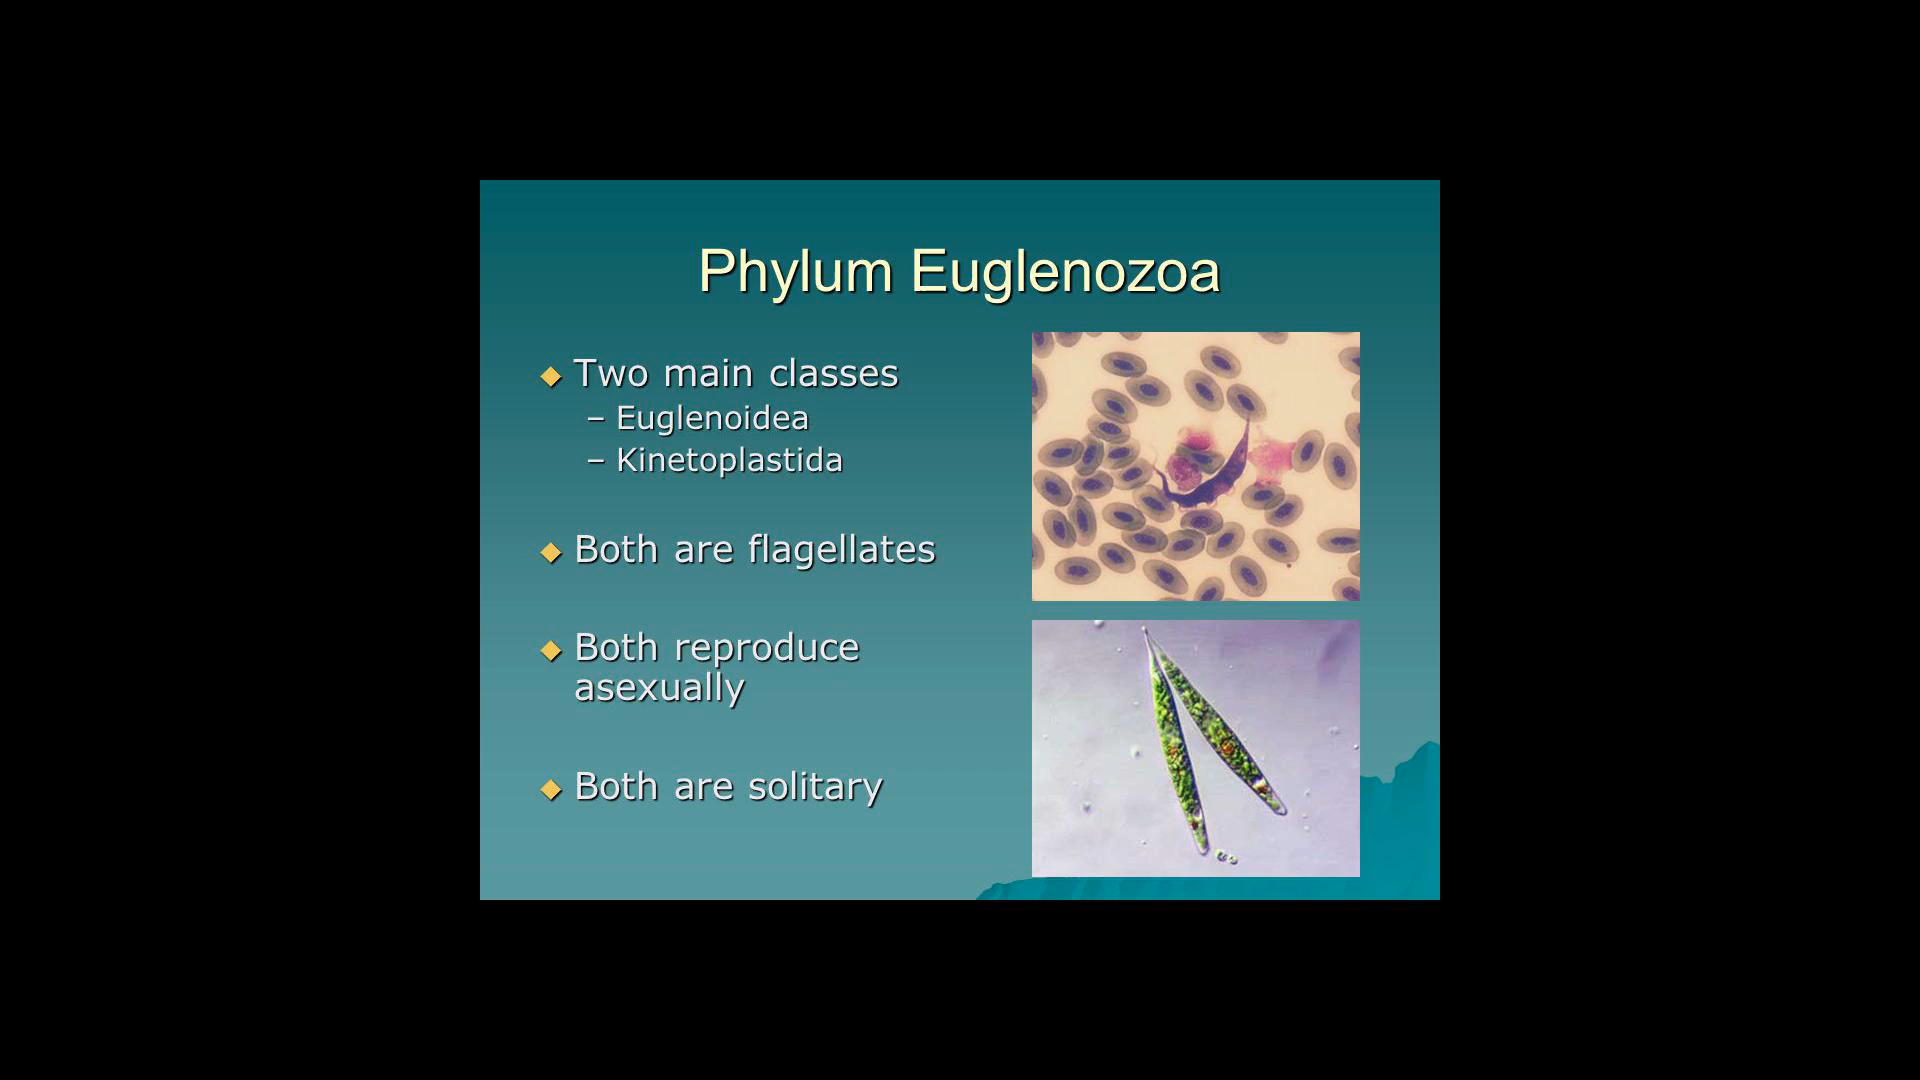 Phylum Euglenozoa
Two main classes
– Euglenoidea
– Kinetoplastida
Both are flagellates
Both reproduce
asexually
Both are solitary